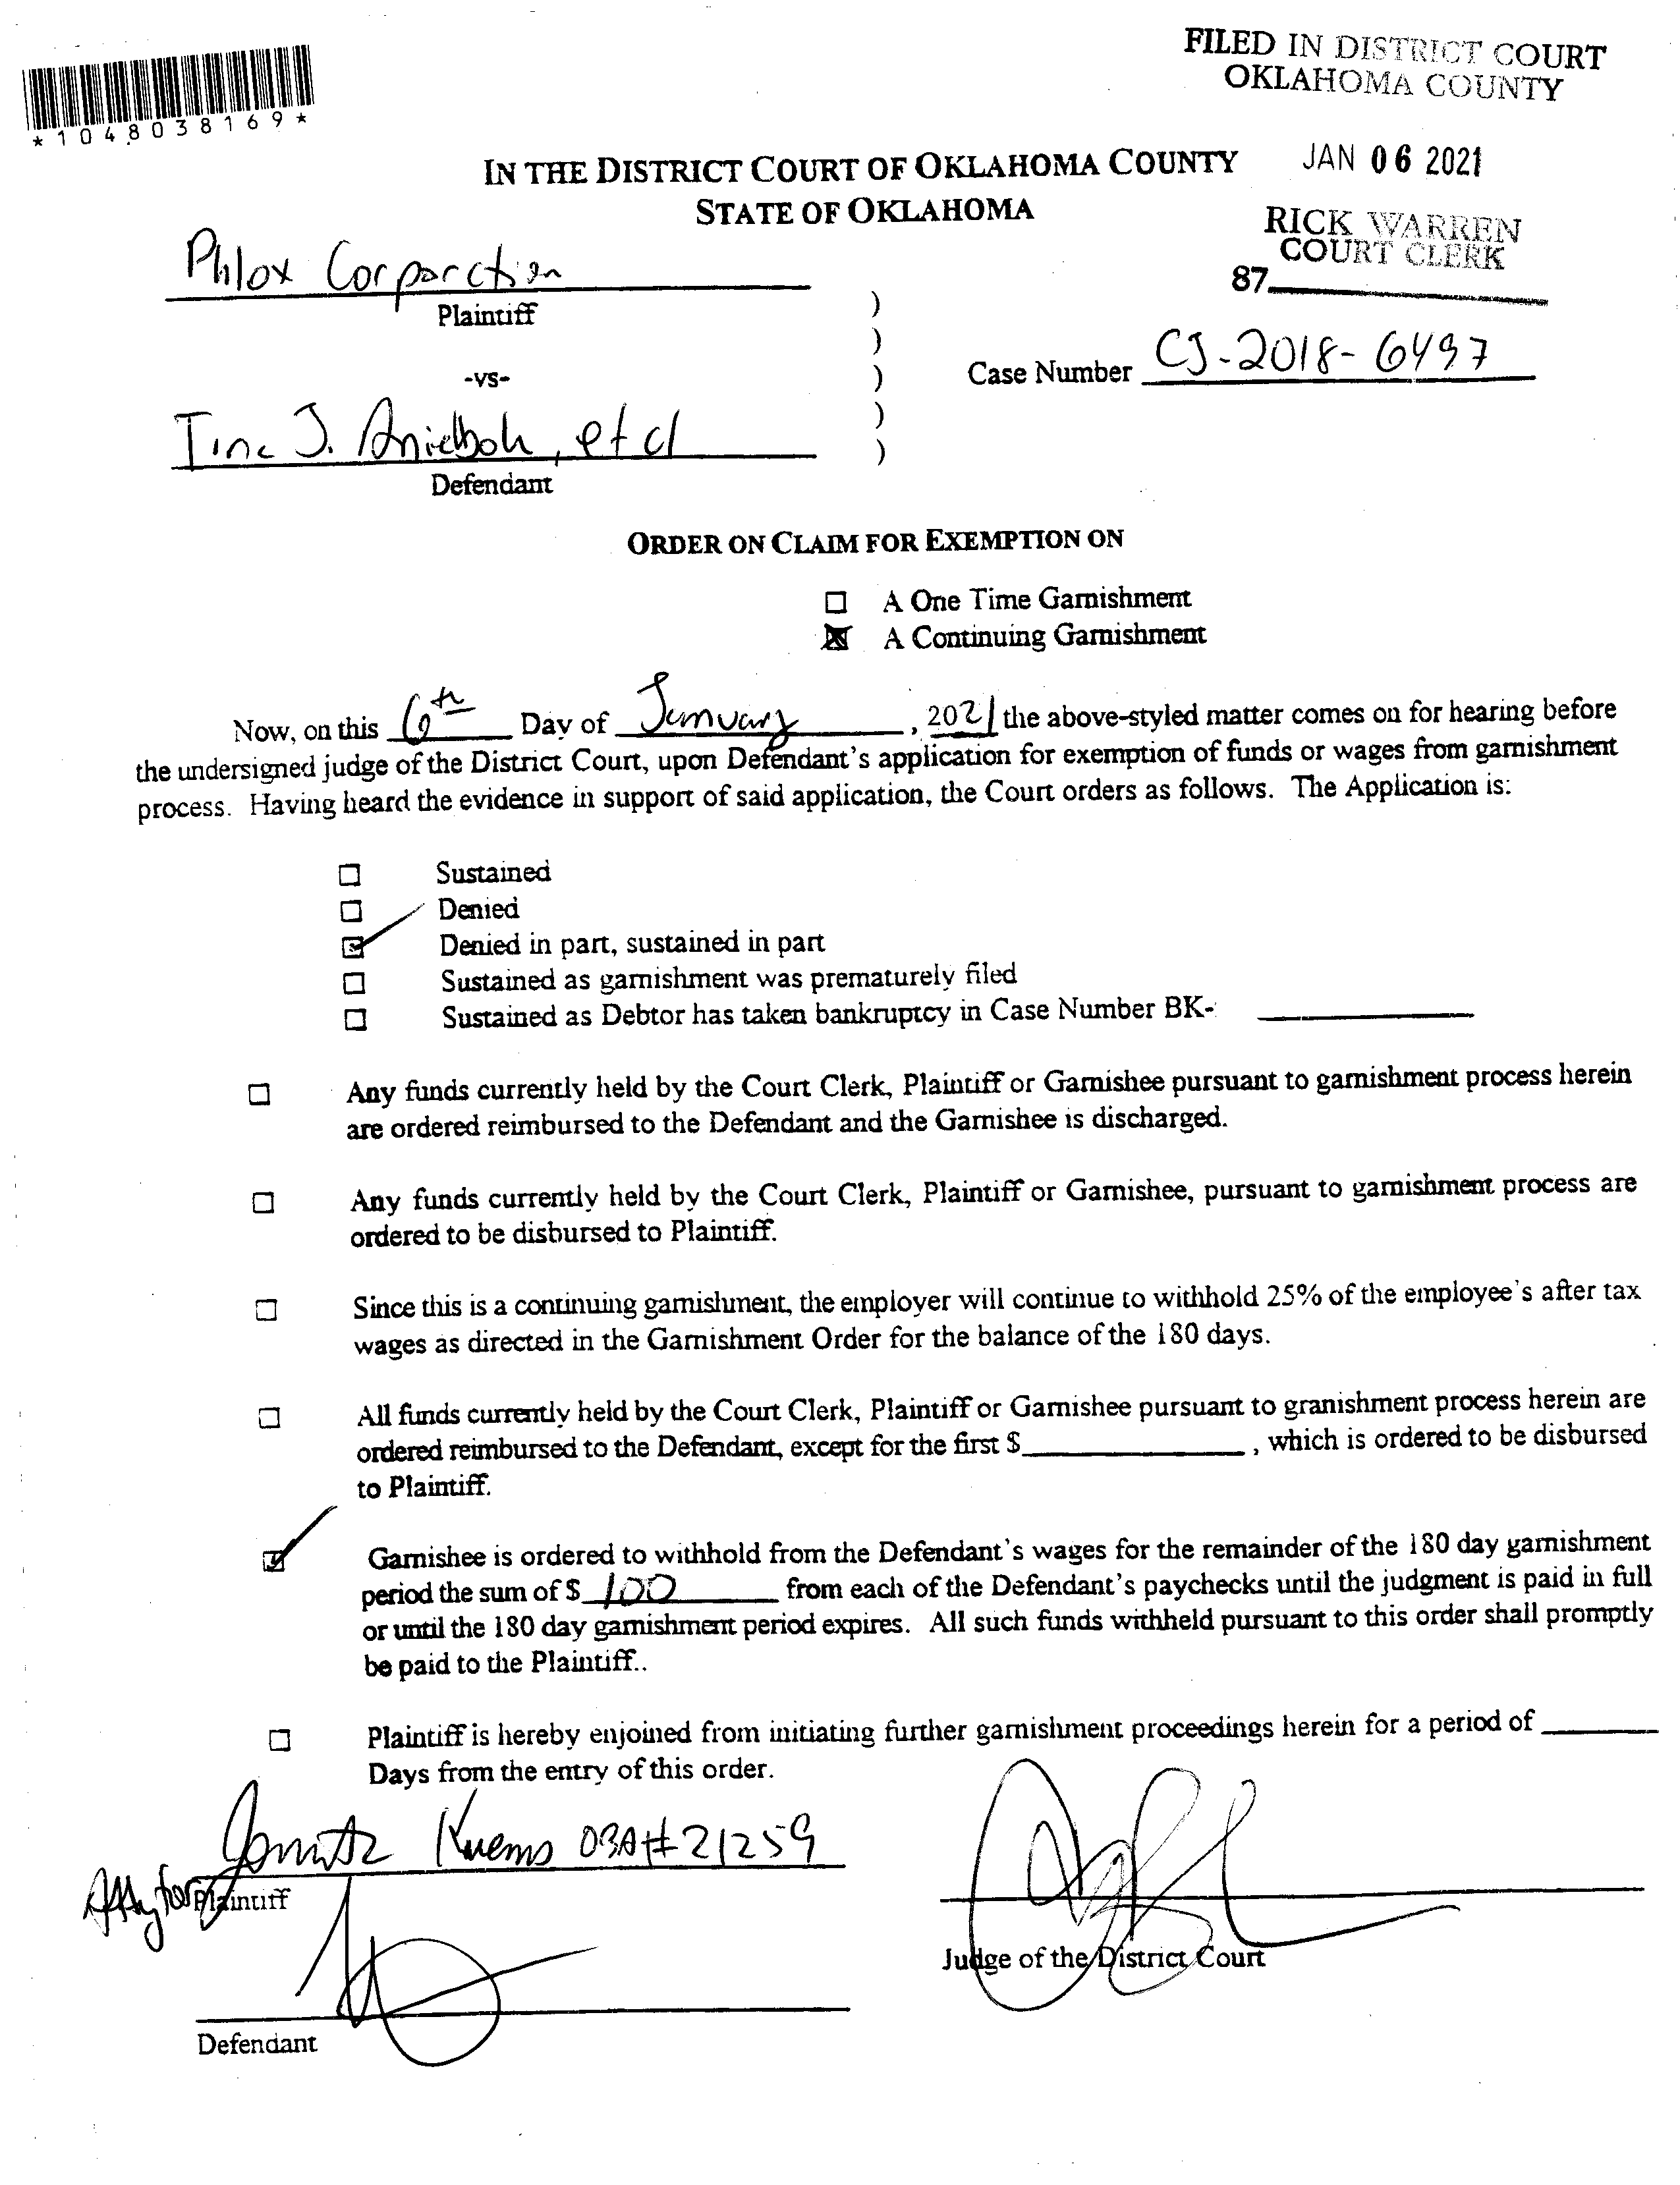 FILED IN DISTRICT COURT
OKLAHOMA COUNTY
*1048038169*
JAN 06 2021
IN THE DISTRICT COURT OF OKLAHOMA COUNTY
STATE OF OKLAHOMA
RICK WARREN
COURT CLERK
87
Phlox Corporation
Plaintiff
)
)
)
)
)
-vs-
Case Number CJ-2018-6497
Tina J. , et al
Defendant
ORDER ON CLAIM FOR EXEMPTION ON
☐ A One Time Garnishment
☒ A Continuing Garnishment
Now, on this 6th Day of January, 2021 the above-styled matter comes on for hearing before
the undersigned judge of the District Court, upon Defendant's application for exemption of funds or wages from garnishment
process. Having heard the evidence in support of said application, the Court orders as follows. The Application is:
☐ Sustained
☐ Denied
☑ Denied in part, sustained in part
☐ Sustained as garnishment was prematurely filed
☐ Sustained as Debtor has taken bankruptcy in Case Number BK-
☐ Any funds currently held by the Court Clerk, Plaintiff or Garnishee pursuant to garnishment process herein
are ordered reimbursed to the Defendant and the Garnishee is discharged.
☐ Any funds currently held by the Court Clerk, Plaintiff or Garnishee, pursuant to garnishment process are
ordered to be disbursed to Plaintiff.
☐ Since this is a continuing garnishment, the employer will continue to withhold 25% of the employee's after tax
wages as directed in the Garnishment Order for the balance of the 180 days.
☐ All funds currently held by the Court Clerk, Plaintiff or Garnishee pursuant to granishment process herein are
ordered reimbursed to the Defendant, except for the first $ , which is ordered to be disbursed
to Plaintiff.
☑ Garnishee is ordered to withhold from the Defendant's wages for the remainder of the 180 day garnishment
period the sum of $ 100 from each of the Defendant's paychecks until the judgment is paid in full
or until the 180 day garnishment period expires. All such funds withheld pursuant to this order shall promptly
be paid to the Plaintiff..
☐ Plaintiff is hereby enjoined from initiating further garnishment proceedings herein for a period of
Days from the entry of this order.
OBA# 21259
Atty for Plaintiff
Judge of the District Court
Defendant